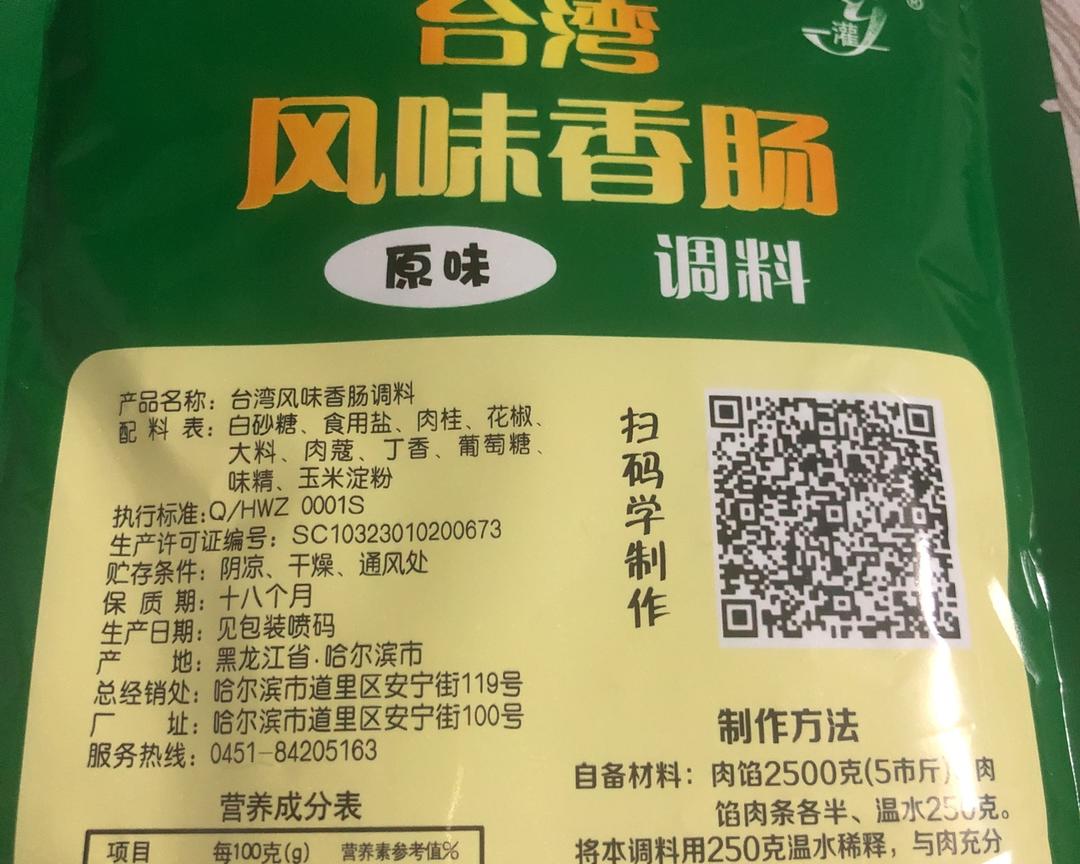 台湾
灌
风味香肠
原味
调料
产品名称：台湾风味香肠调料
配 料 表：白砂糖、食用盐、肉桂、花椒、
大料、肉蔻、丁香、葡萄糖、
味精、玉米淀粉
执行标准:Q/HWZ 0001S
生产许可证编号：SC10323010200673
贮存条件：阴凉、干燥、通风处
保 质 期：十八个月
生产日期：见包装喷码
产 地：黑龙江省·哈尔滨市
总经销处：哈尔滨市道里区安宁街119号
厂 址：哈尔滨市道里区安宁街100号
服务热线：0451-84205163
营养成分表
项目 每100克(g) 营养素参考值%
扫码学制作
制作方法
自备材料：肉馅2500克(5市斤) 肉
馅肉条各半、温水250克。
将本调料用250克温水稀释，与肉充分